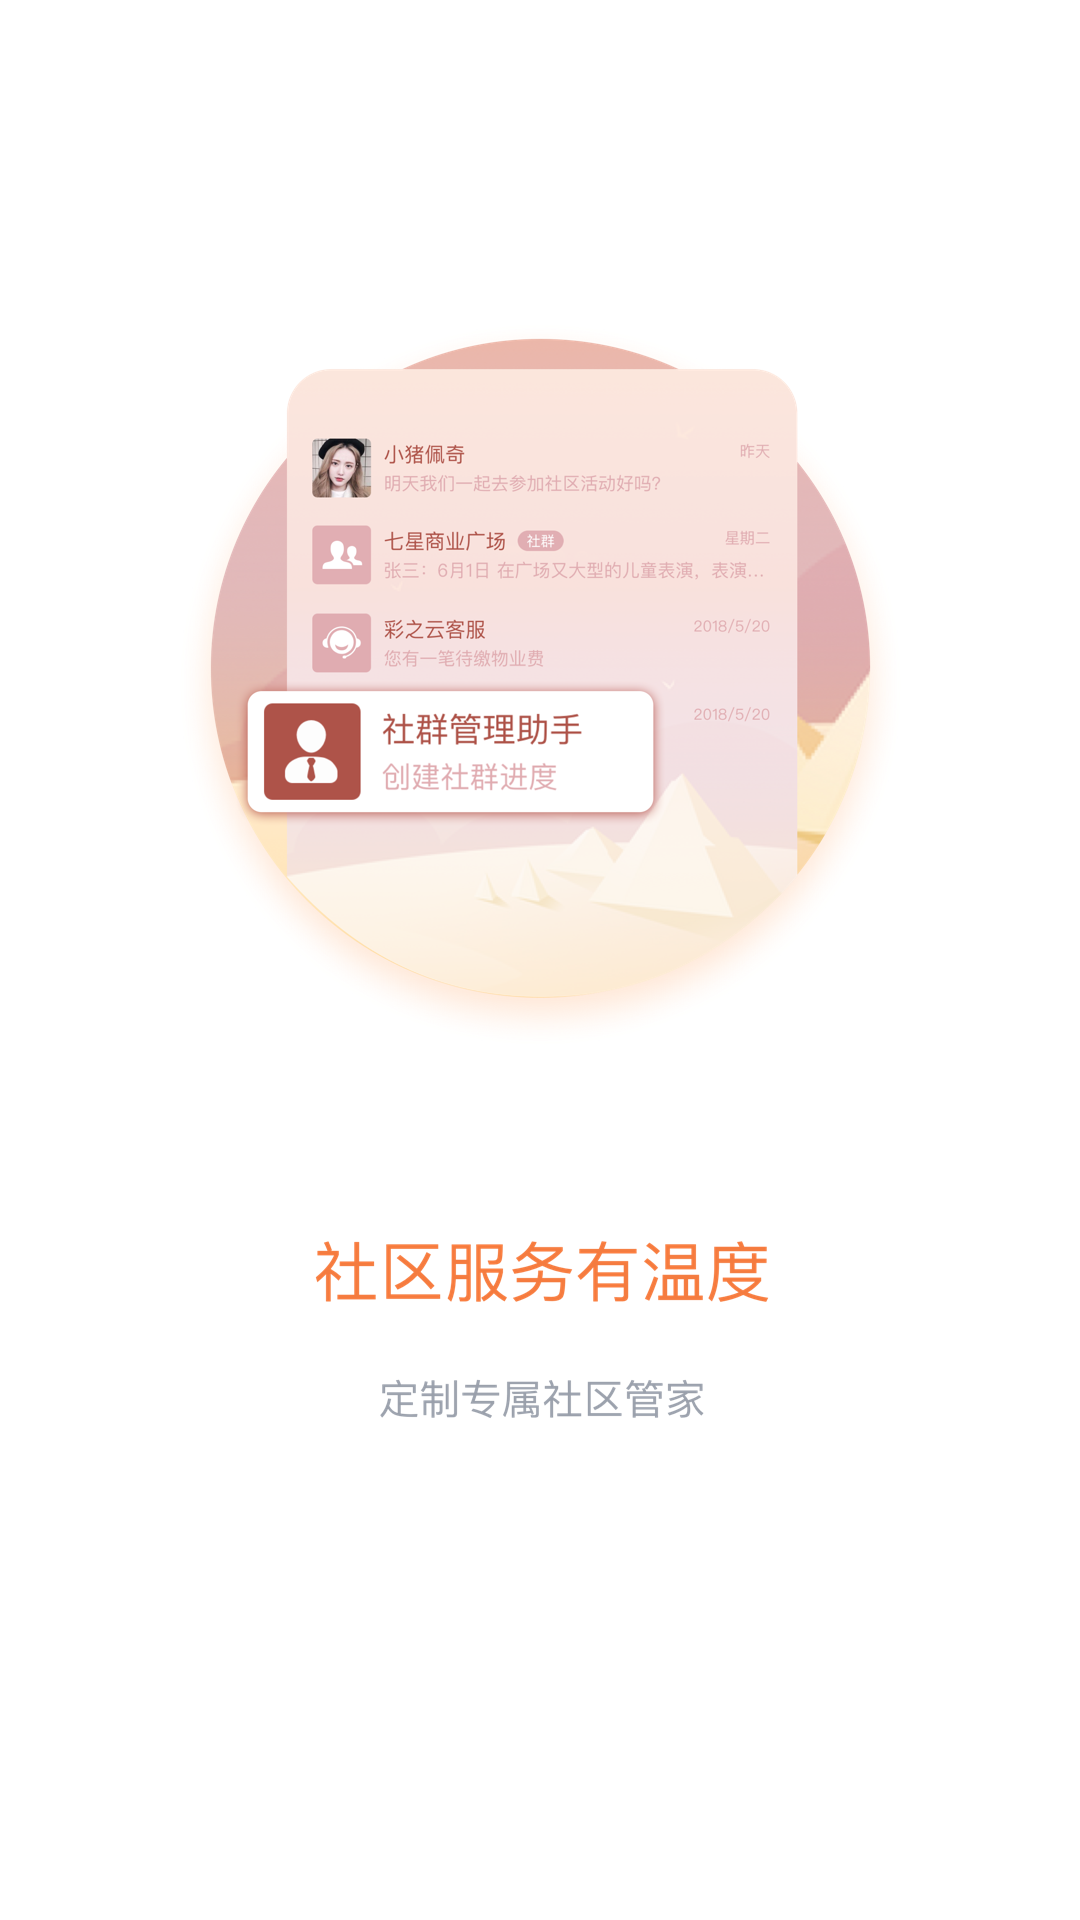 小猪佩奇 昨天
明天我们一起去参加社区活动好吗?
七星商业广场 社群 星期二
张三：6月1日 在广场又大型的儿童表演，表演...
彩之云客服 2018/5/20
您有一笔待缴物业费
社群管理助手 2018/5/20
创建社群进度
社区服务有温度
定制专属社区管家